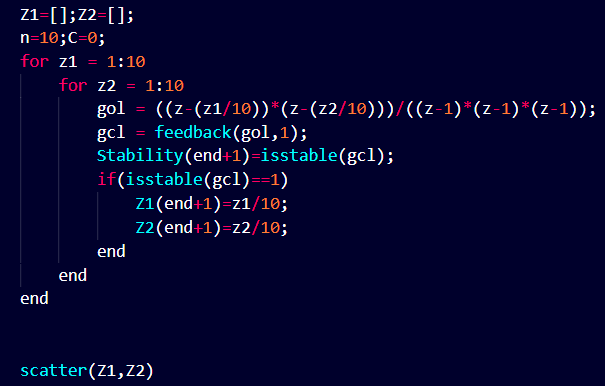 Z1=[];Z2=[];
n=10;C=0;
for z1 = 1:10
    for z2 = 1:10
        gol = ((z-(z1/10))*(z-(z2/10)))/((z-1)*(z-1)*(z-1));
        gcl = feedback(gol,1);
        Stability(end+1)=isstable(gcl);
        if(isstable(gcl)==1)
            Z1(end+1)=z1/10;
            Z2(end+1)=z2/10;
        end
    end
end
scatter(Z1,Z2)